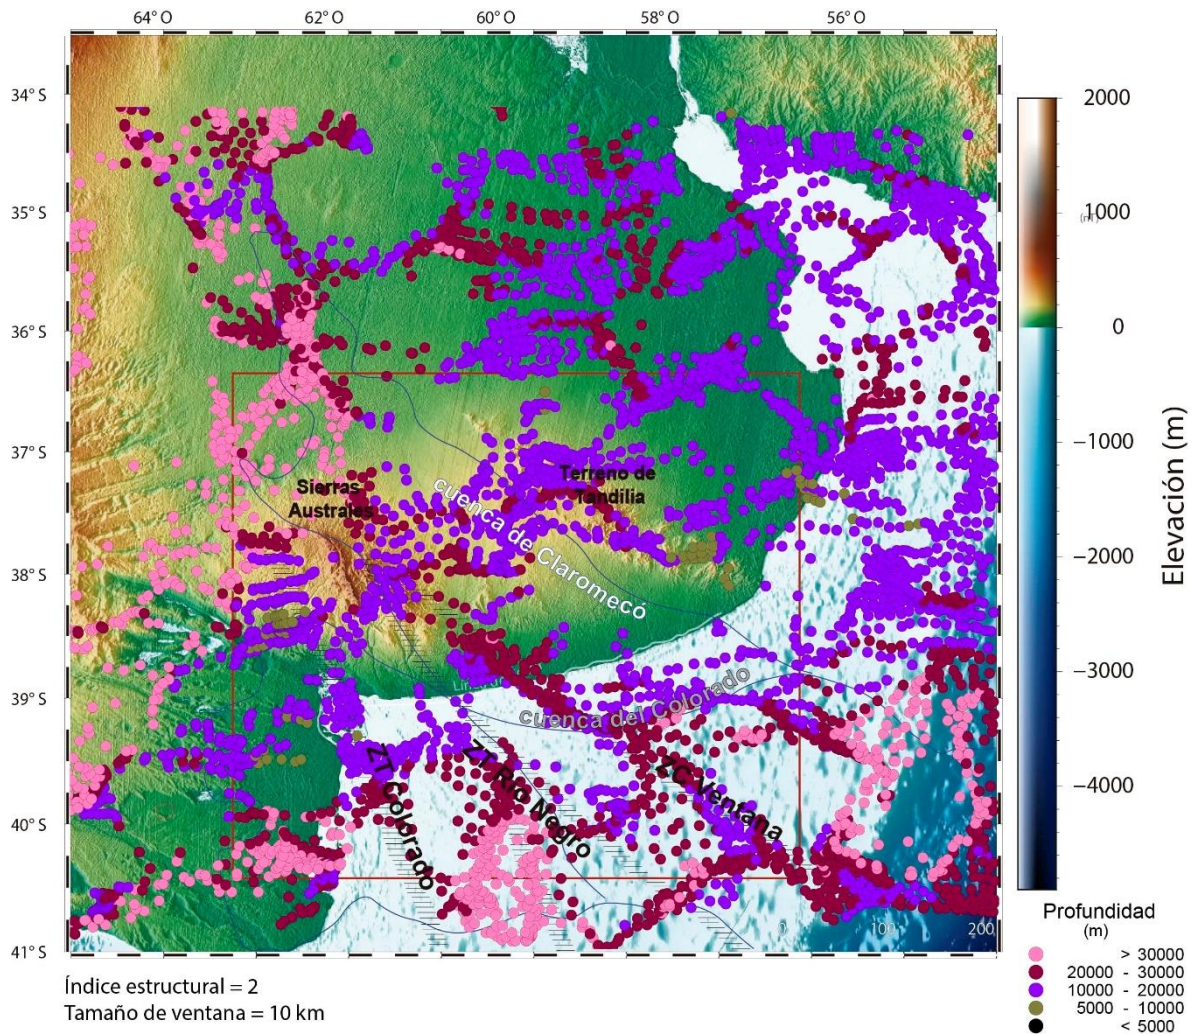 64° O 62° O 60° O 58° O 56° O
34° S
35° S
36° S
37° S
38° S
39° S
40° S
41° S
Sierras
Australes
Terreno de
Tandilia
cuenca de Claromecó
cuenca del Colorado
ZT Colorado
ZT Río Negro
ZC Ventana
0 100 200
2000
1000
0
−1000
−2000
−3000
−4000
Elevación (m)
Profundidad
(m)
> 30000
20000 - 30000
10000 - 20000
5000 - 10000
< 5000
Índice estructural = 2
Tamaño de ventana = 10 km